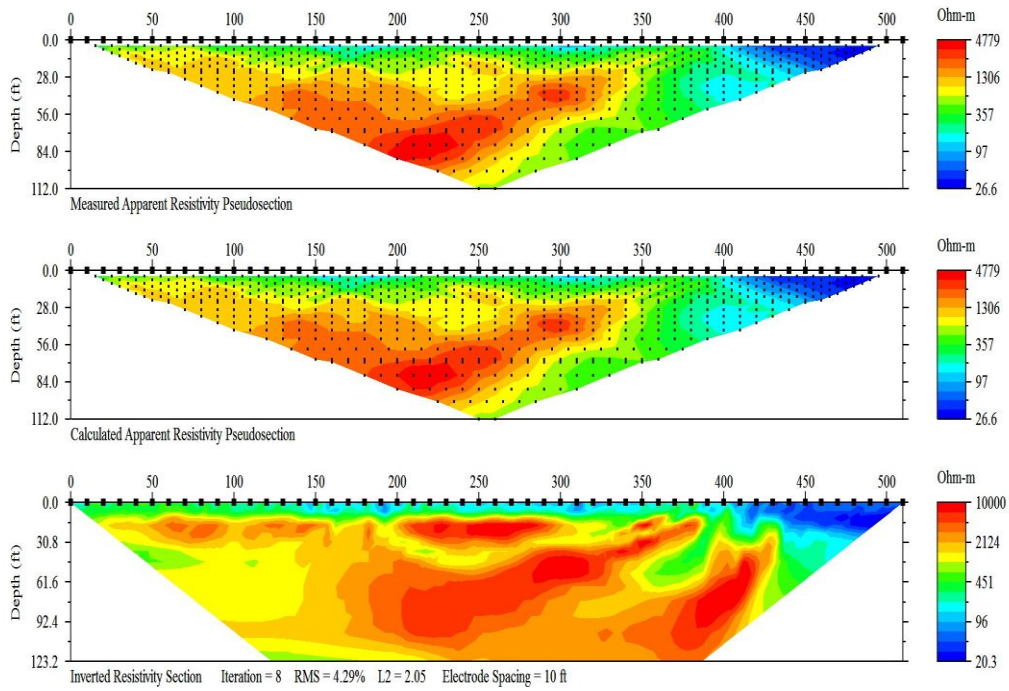 0 50 100 150 200 250 300 350 400 450 500
Ohm-m
Depth (ft)
0.0
28.0
56.0
84.0
112.0
4779
1306
357
97
26.6
Measured Apparent Resistivity Pseudosection
0 50 100 150 200 250 300 350 400 450 500
Ohm-m
Depth (ft)
0.0
28.0
56.0
84.0
112.0
4779
1306
357
97
26.6
Calculated Apparent Resistivity Pseudosection
0 50 100 150 200 250 300 350 400 450 500
Ohm-m
Depth (ft)
0.0
30.8
61.6
92.4
123.2
10000
2124
451
96
20.3
Inverted Resistivity Section Iteration = 8 RMS = 4.29% L2 = 2.05 Electrode Spacing = 10 ft